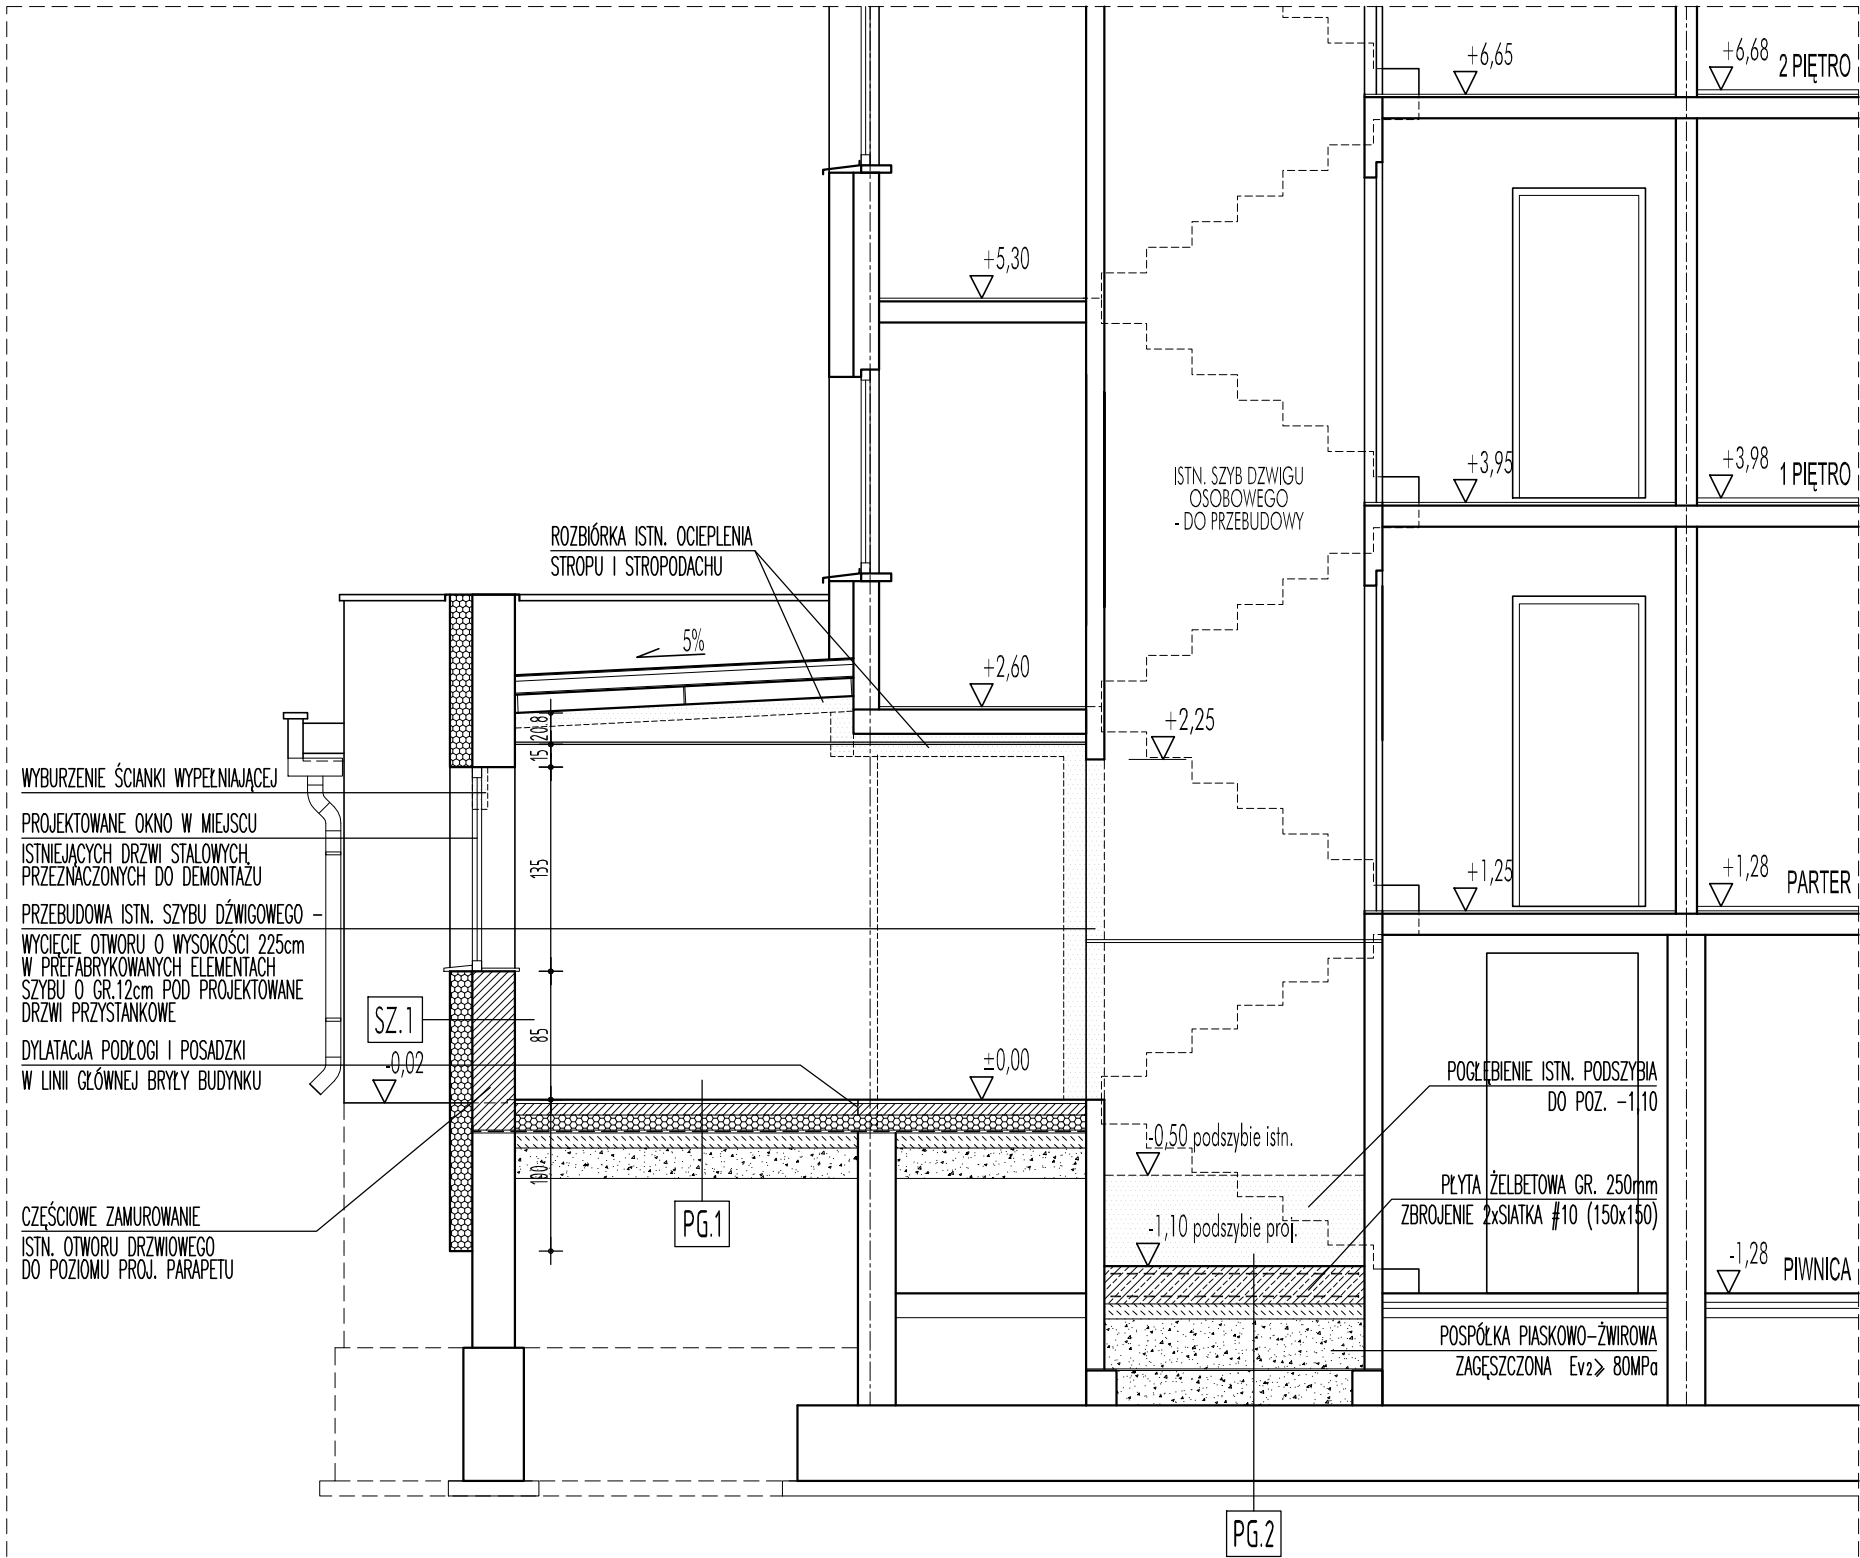 +6,65
+6,68
2 PIĘTRO
+5,30
+3,95
+3,98
1 PIĘTRO
ISTN. SZYB DZWIGU
OSOBOWEGO
- DO PRZEBUDOWY
ROZBIÓRKA ISTN. OCIEPLENIA
STROPU I STROPODACHU
5%
+2,60
+2,25
8
20
15
WYBURZENIE ŚCIANKI WYPEŁNIAJĄCEJ
PROJEKTOWANE OKNO W MIEJSCU
ISTNIEJĄCYCH DRZWI STALOWYCH
PRZEZNACZONYCH DO DEMONTAŻU
135
+1,25
+1,28
PARTER
PRZEBUDOWA ISTN. SZYBU DŹWIGOWEGO -
WYCIĘCIE OTWORU O WYSOKOŚCI 225cm
W PREFABRYKOWANYCH ELEMENTACH
SZYBU O GR.12cm POD PROJEKTOWANE
DRZWI PRZYSTANKOWE
SZ.1
85
DYLATACJA PODŁOGI I POSADZKI
W LINII GŁÓWNEJ BRYŁY BUDYNKU
-0,02
±0,00
POGŁĘBIENIE ISTN. PODSZYBIA
DO POZ. -1,10
-0,50 podszybie istn.
100
PŁYTA ŻELBETOWA GR. 250mm
ZBROJENIE 2xSIATKA #10 (150x150)
CZĘŚCIOWE ZAMUROWANIE
ISTN. OTWORU DRZWIOWEGO
DO POZIOMU PROJ. PARAPETU
PG.1
-1,10 podszybie proj.
-1,28
PIWNICA
POSPÓŁKA PIASKOWO-ŻWIROWA
ZAGĘSZCZONA Ev2⩾ 80MPa
PG.2